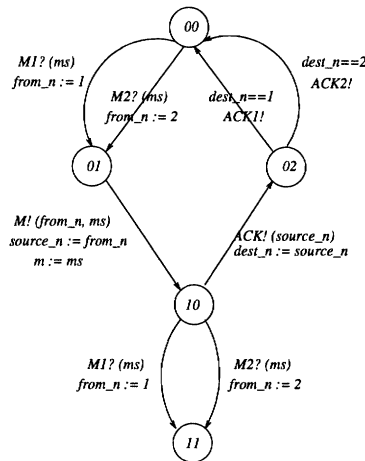 00
M1? (ms)
from_n := 1
M2? (ms)
from_n := 2
dest_n==1
ACK1!
dest_n==2
ACK2!
01
02
M! (from_n, ms)
source_n := from_n
m := ms
ACK! (source_n)
dest_n := source_n
10
M1? (ms)
from_n := 1
M2? (ms)
from_n := 2
11